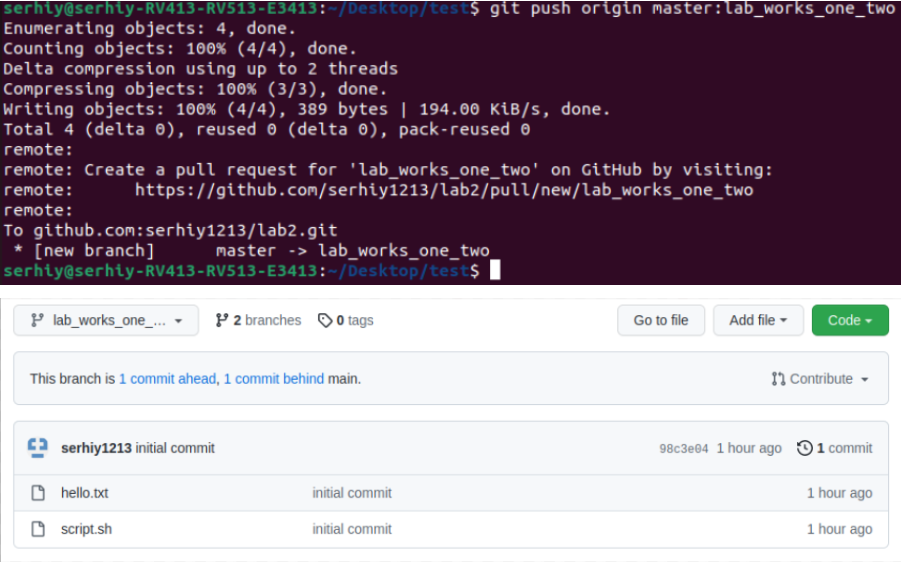 serhiy@serhiy-RV413-RV513-E3413:~/Desktop/test$ git push origin master:lab_works_one_two
Enumerating objects: 4, done.
Counting objects: 100% (4/4), done.
Delta compression using up to 2 threads
Compressing objects: 100% (3/3), done.
Writing objects: 100% (4/4), 389 bytes | 194.00 KiB/s, done.
Total 4 (delta 0), reused 0 (delta 0), pack-reused 0
remote:
remote: Create a pull request for 'lab_works_one_two' on GitHub by visiting:
remote:      https://github.com/serhiy1213/lab2/pull/new/lab_works_one_two
remote:
To github.com:serhiy1213/lab2.git
 * [new branch]      master -> lab_works_one_two
serhiy@serhiy-RV413-RV513-E3413:~/Desktop/test$
lab_works_one_... 2 branches 0 tags Go to file Add file Code
This branch is 1 commit ahead, 1 commit behind main. Contribute
serhiy1213 initial commit 98c3e04 1 hour ago 1 commit
hello.txt initial commit 1 hour ago
script.sh initial commit 1 hour ago